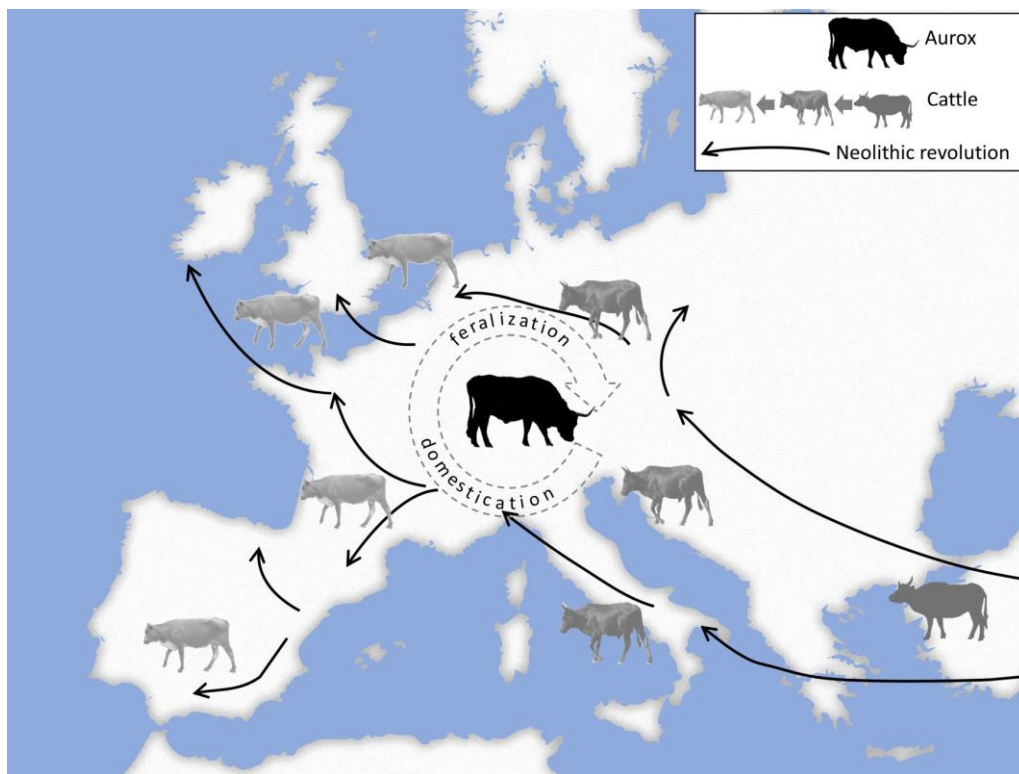 Aurox
Cattle
Neolithic revolution
feralization
domestication